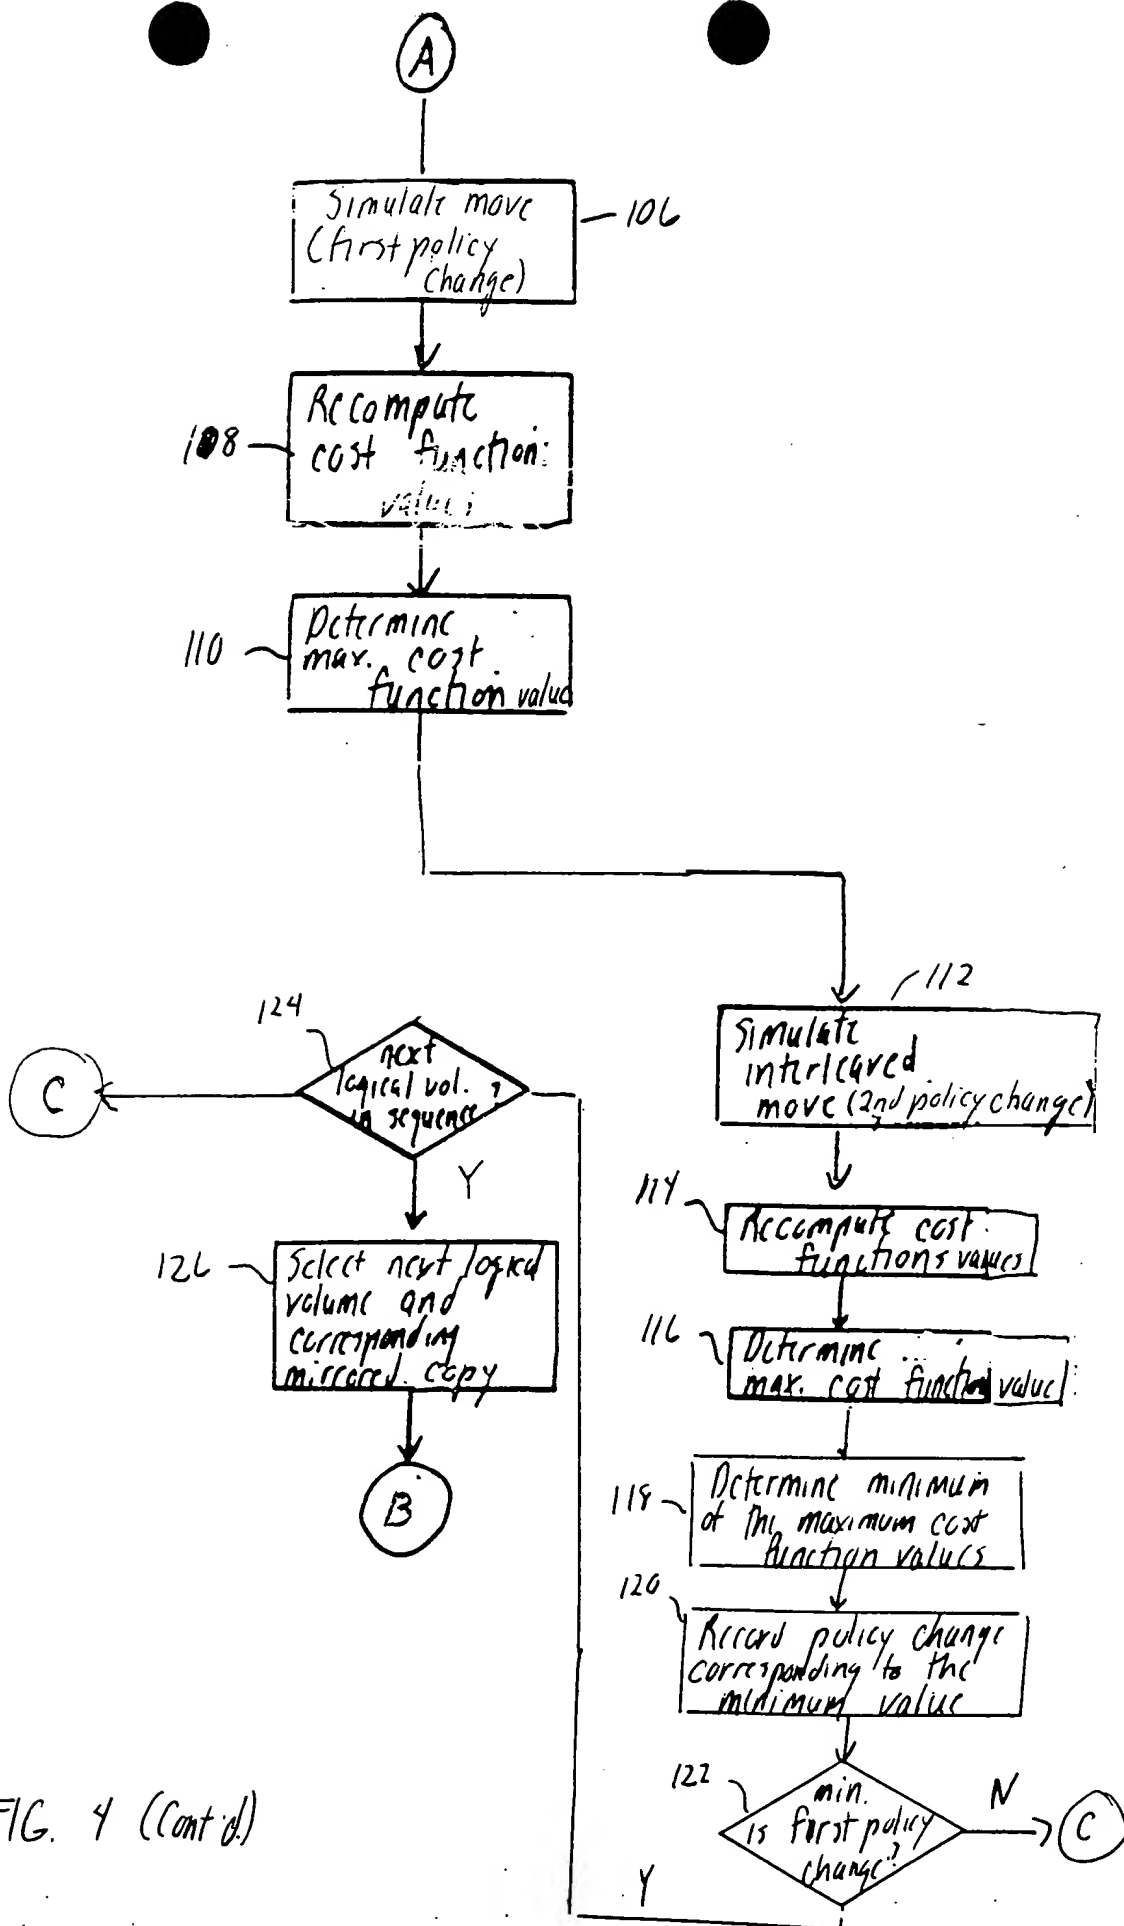 A
Simulate move
(first policy
change)
106
Recompute
cost function
values
108
Determine
max. cost
function value
110
112
Simulate
interleaved
move (2nd policy change)
124
next
logical vol.
in sequence?
C
Y
114
Recompute cost
functions values
126
Select next logical
volume and
corresponding
mirrored copy
116
Determine
max. cost function value
B
118
Determine minimum
of the maximum cost
function values
120
Record policy change
corresponding to the
minimum value
122
min.
is first policy
change?
N
C
Y
FIG. 4 (Cont'd.)